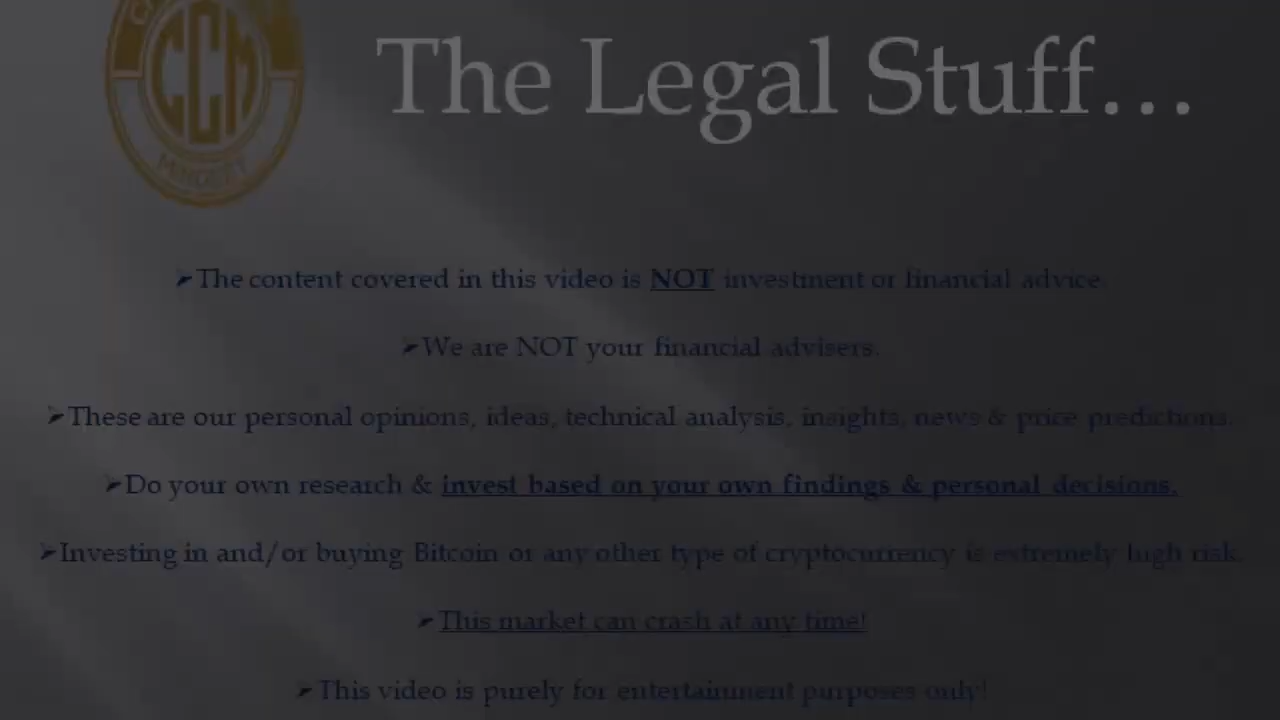 The Legal Stuff…
CCM
MINDSET
➢The content covered in this video is NOT investment or financial advice.
➢We are NOT your financial advisers.
➢These are our personal opinions, ideas, technical analysis, insights, news & price predictions.
➢Do your own research & invest based on your own findings & personal decisions.
➢Investing in and/or buying Bitcoin or any other type of cryptocurrency is extremely high risk.
➢This market can crash at any time!
➢This video is purely for entertainment purposes only!